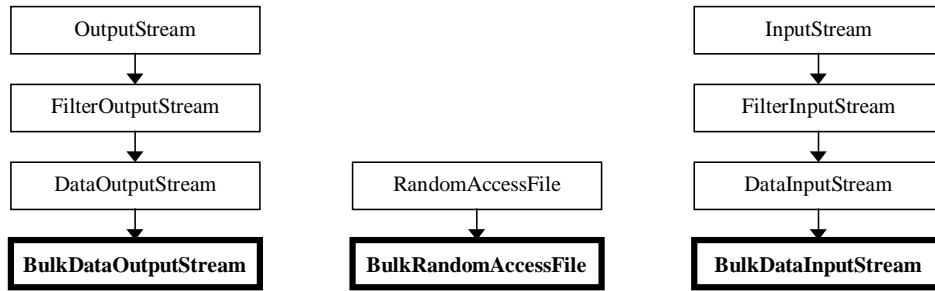 OutputStream
InputStream
FilterOutputStream
FilterInputStream
DataOutputStream
RandomAccessFile
DataInputStream
BulkDataOutputStream
BulkRandomAccessFile
BulkDataInputStream